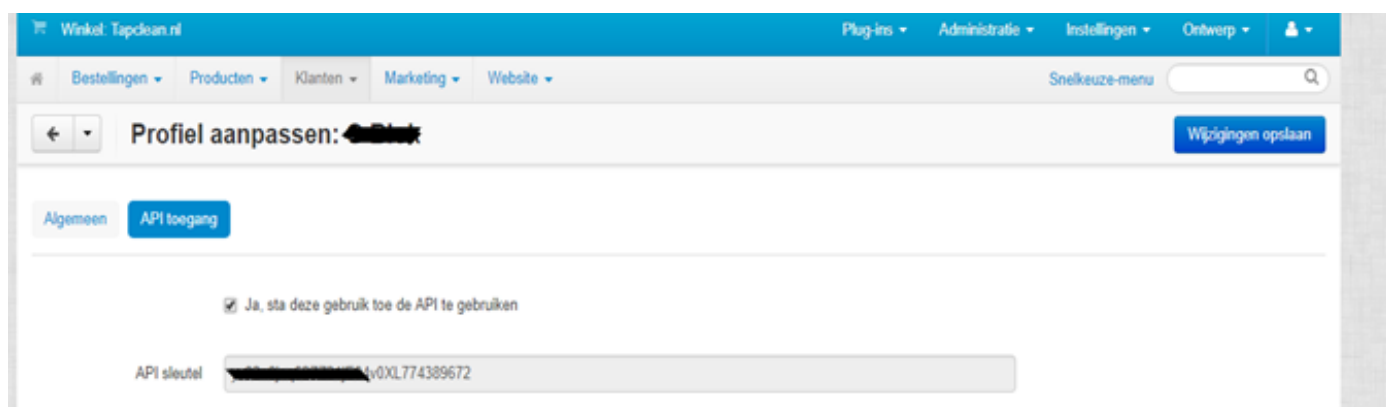 Winkel: Tapclean.nl Plug-ins Administratie Instellingen Ontwerp
Bestellingen Producten Klanten Marketing Website Snelkeuze-menu
Profiel aanpassen: Wijzigingen opslaan
Algemeen API toegang
Ja, sta deze gebruik toe de API te gebruiken
API sleutel v0XL774389672